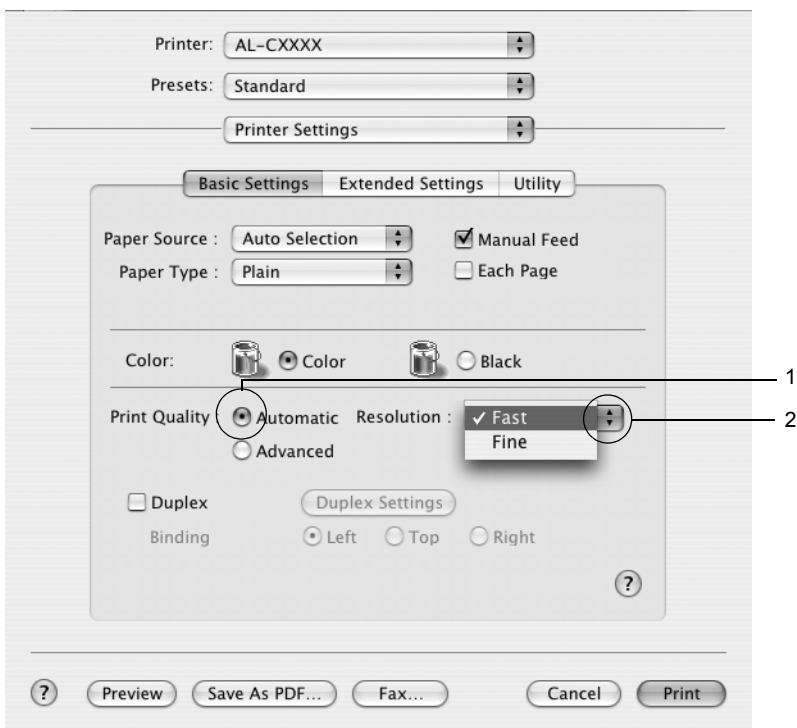 Printer: AL-CXXXX
Presets: Standard
Printer Settings
Basic Settings Extended Settings Utility
Paper Source : Auto Selection Manual Feed
Paper Type : Plain Each Page
Color: Color Black
1
Print Quality : Automatic Resolution : ✓ Fast 2
Fine
Advanced
Duplex Duplex Settings
Binding Left Top Right
?
? Preview Save As PDF... Fax... Cancel Print